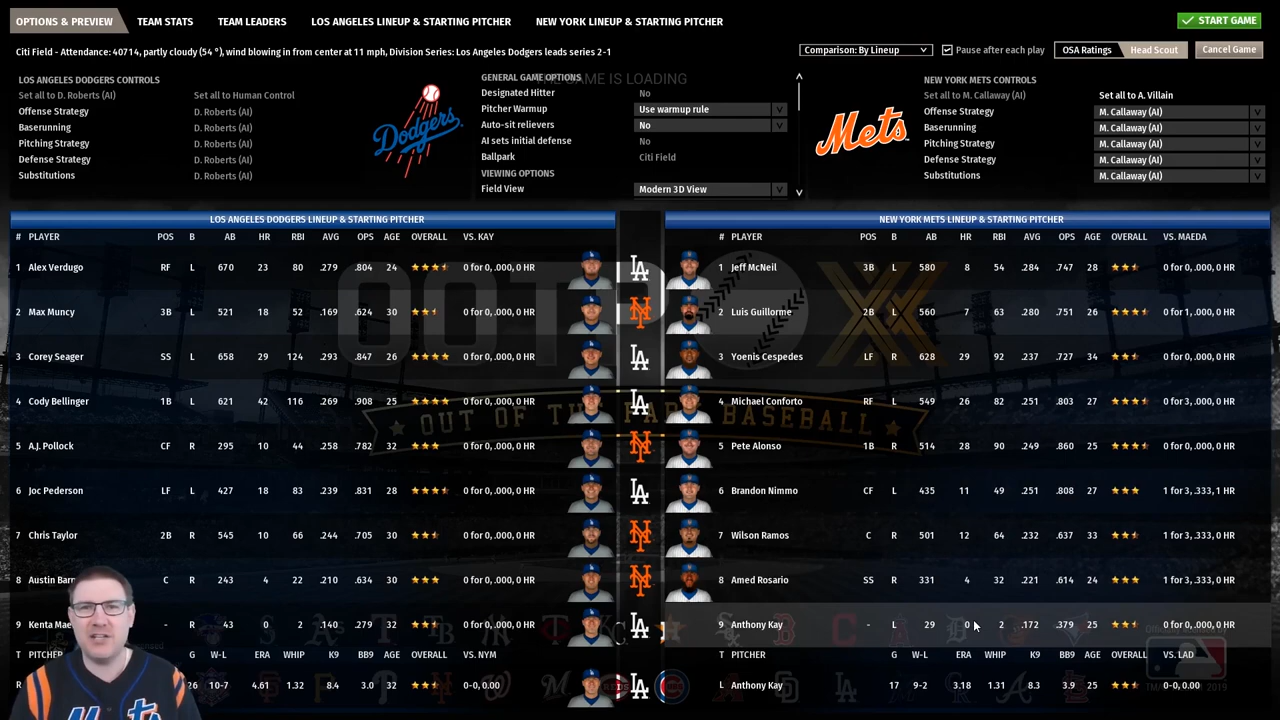 OPTIONS & PREVIEW TEAM STATS TEAM LEADERS LOS ANGELES LINEUP & STARTING PITCHER NEW YORK LINEUP & STARTING PITCHER START GAME
Citi Field - Attendance: 40714, partly cloudy (54 °), wind blowing in from center at 11 mph, Division Series: Los Angeles Dodgers leads series 2-1 Comparison: By Lineup Pause after each play OSA Ratings Head Scout Cancel Game
LOS ANGELES DODGERS CONTROLS
Set all to D. Roberts (AI) Set all to Human Control
Offense Strategy D. Roberts (AI)
Baserunning D. Roberts (AI)
Pitching Strategy D. Roberts (AI)
Defense Strategy D. Roberts (AI)
Substitutions D. Roberts (AI)
Dodgers
GENERAL GAME OPTIONS
GAME IS LOADING
Designated Hitter No
Pitcher Warmup Use warmup rule
Auto-sit relievers No
AI sets initial defense No
Ballpark Citi Field
VIEWING OPTIONS
Field View Modern 3D View
Mets
NEW YORK METS CONTROLS
Set all to M. Callaway (AI) Set all to A. Villain
Offense Strategy M. Callaway (AI)
Baserunning M. Callaway (AI)
Pitching Strategy M. Callaway (AI)
Defense Strategy M. Callaway (AI)
Substitutions M. Callaway (AI)
LOS ANGELES DODGERS LINEUP & STARTING PITCHER
# PLAYER POS B AB HR RBI AVG OPS AGE OVERALL VS. KAY
1 Alex Verdugo RF L 670 23 80 .279 .804 24 0 for 0, .000, 0 HR
2 Max Muncy 3B L 521 18 52 .169 .624 30 0 for 0, .000, 0 HR
3 Corey Seager SS L 658 29 124 .293 .847 26 0 for 0, .000, 0 HR
4 Cody Bellinger 1B L 621 42 116 .269 .908 25 0 for 0, .000, 0 HR
5 A.J. Pollock CF R 295 10 44 .258 .782 32 0 for 0, .000, 0 HR
6 Joc Pederson LF L 427 18 83 .239 .831 28 0 for 0, .000, 0 HR
7 Chris Taylor 2B R 545 10 66 .244 .705 30 0 for 0, .000, 0 HR
8 Austin Barn C R 243 4 22 .210 .634 30 0 for 0, .000, 0 HR
9 Kenta Mae - R 43 0 2 .140 .279 32 0 for 0, .000, 0 HR
T PITCHER G W-L ERA WHIP K9 BB9 AGE OVERALL VS. NYM
R 26 10-7 4.61 1.32 8.4 3.0 32 0-0, 0.00
NEW YORK METS LINEUP & STARTING PITCHER
# PLAYER POS B AB HR RBI AVG OPS AGE OVERALL VS. MAEDA
1 Jeff McNeil 3B L 580 8 54 .284 .747 28 0 for 0, .000, 0 HR
2 Luis Guillorme 2B L 560 7 63 .280 .751 26 0 for 1, .000, 0 HR
3 Yoenis Cespedes LF R 628 29 92 .237 .727 34 0 for 0, .000, 0 HR
4 Michael Conforto RF L 549 26 82 .251 .803 27 0 for 3, .000, 0 HR
5 Pete Alonso 1B R 514 28 90 .249 .860 25 0 for 0, .000, 0 HR
6 Brandon Nimmo CF L 435 11 49 .251 .808 27 1 for 3, .333, 1 HR
7 Wilson Ramos C R 501 12 64 .232 .637 33 1 for 3, .333, 0 HR
8 Amed Rosario SS R 331 4 32 .221 .614 24 1 for 3, .333, 0 HR
9 Anthony Kay - L 29 0 2 .172 .379 25 0 for 0, .000, 0 HR
T PITCHER G W-L ERA WHIP K9 BB9 AGE OVERALL VS. LAD
L Anthony Kay 17 9-2 3.18 1.31 8.3 3.9 25 0-0, 0.00
OUT OF THE PARK BASEBALL
Mets